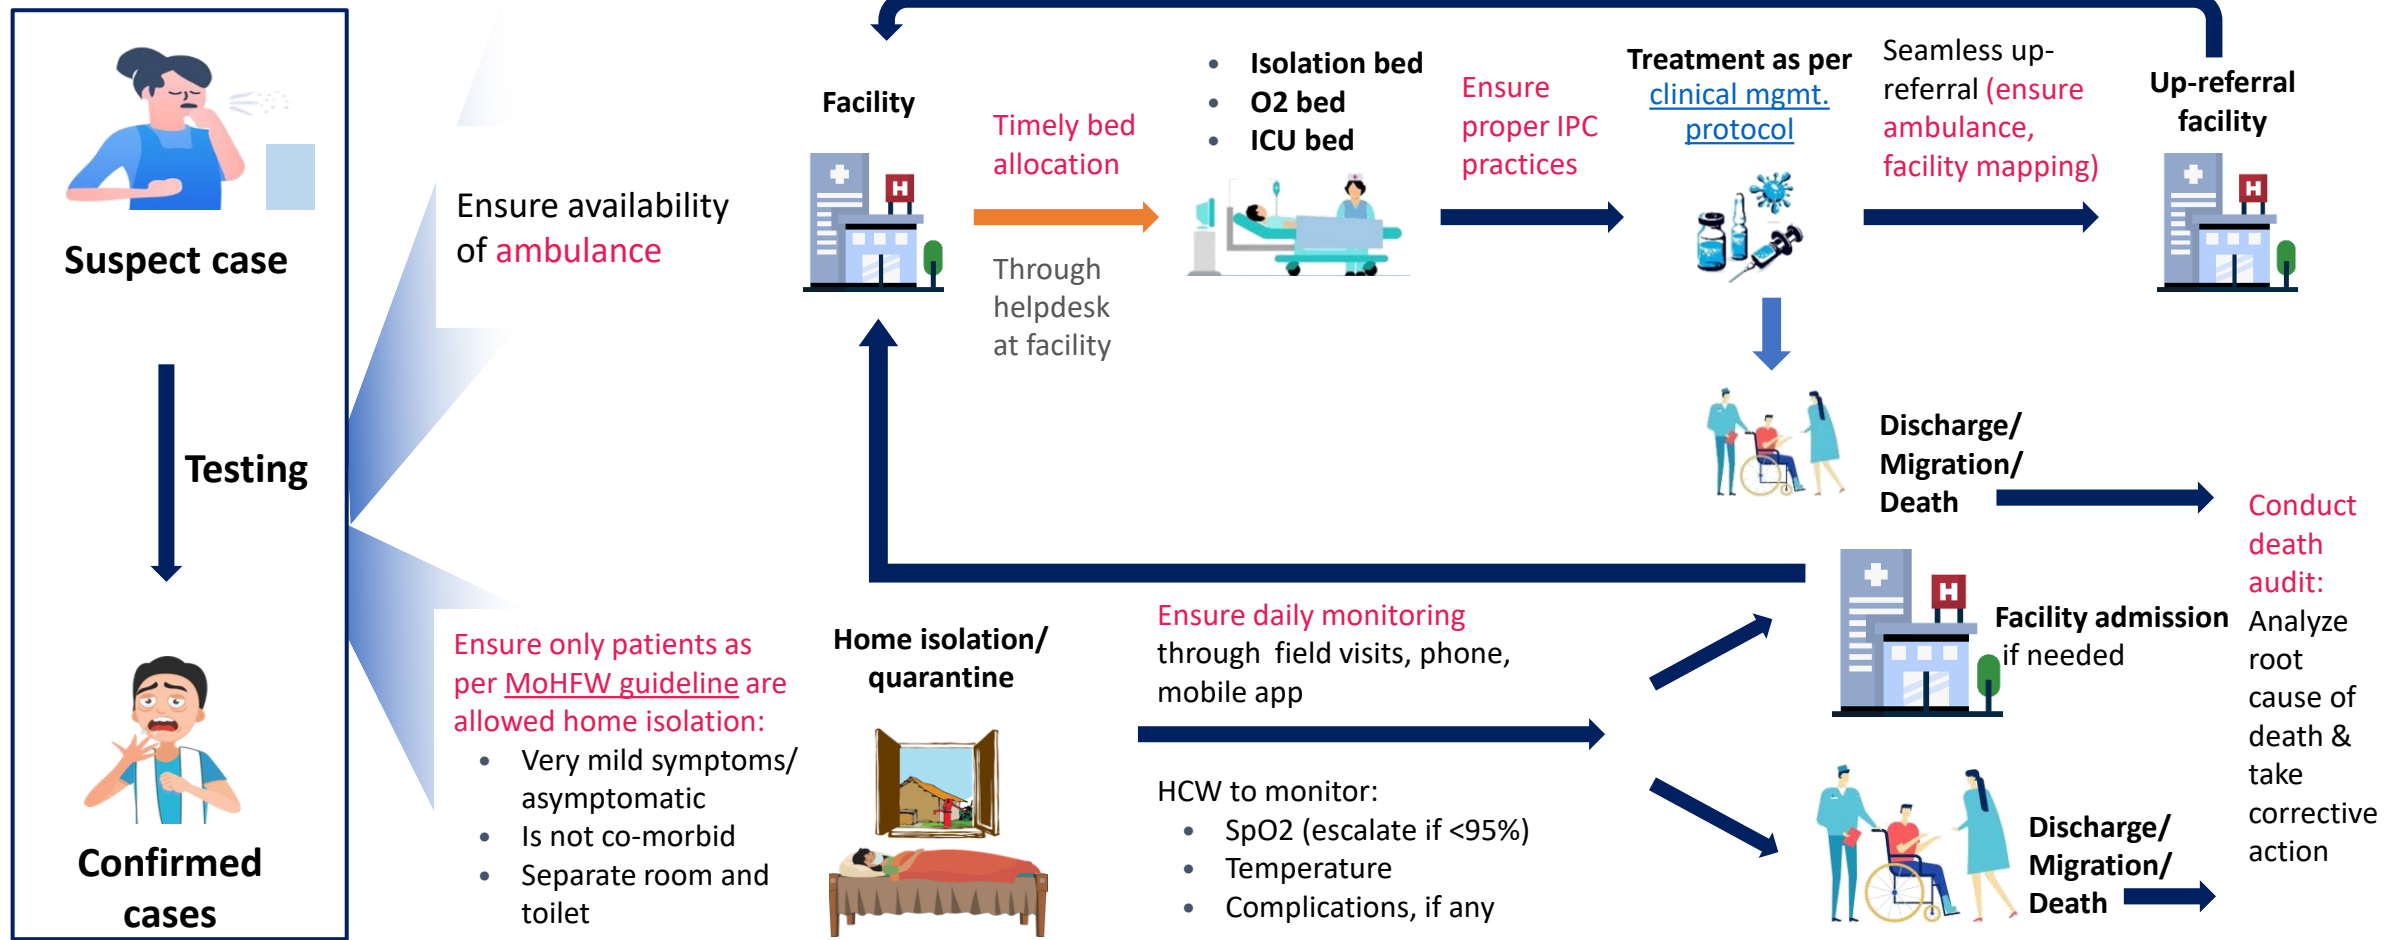 Suspect case
Testing
Confirmed
cases
Ensure availability
of ambulance
Facility
H
Timely bed
allocation
Through
helpdesk
at facility
• Isolation bed
• O2 bed
• ICU bed
Ensure
proper IPC
practices
Treatment as per
clinical mgmt.
protocol
Seamless up-
referral (ensure
ambulance,
facility mapping)
Up-referral
facility
H
Discharge/
Migration/
Death
Ensure only patients as
per MoHFW guideline are
allowed home isolation:
• Very mild symptoms/
asymptomatic
• Is not co-morbid
• Separate room and
toilet
Home isolation/
quarantine
Ensure daily monitoring
through field visits, phone,
mobile app
HCW to monitor:
• SpO2 (escalate if <95%)
• Temperature
• Complications, if any
H
Facility admission
if needed
Discharge/
Migration/
Death
Conduct
death
audit:
Analyze
root
cause of
death &
take
corrective
action